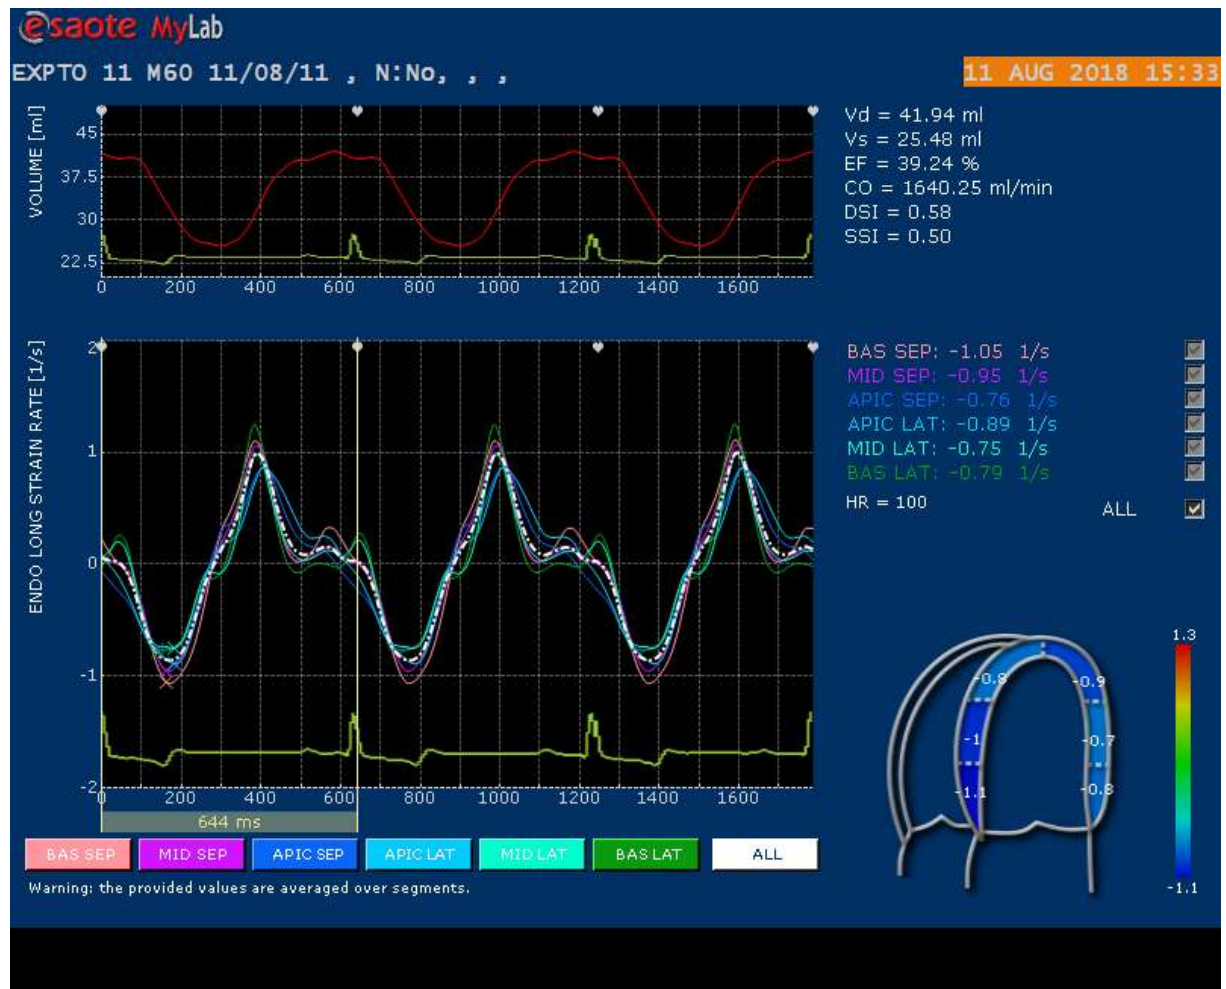 esaote MyLab
EXPTO 11 M60 11/08/11 , N:No, , ,
11 AUG 2018 15:33
VOLUME [ml]
45
37.5
30
22.5
0 200 400 600 800 1000 1200 1400 1600
Vd = 41.94 ml
Vs = 25.48 ml
EF = 39.24 %
CO = 1640.25 ml/min
DSI = 0.58
SSI = 0.50
ENDO LONG STRAIN RATE [1/s]
2
1
0
-1
-2
0 200 400 600 800 1000 1200 1400 1600
644 ms
BAS SEP: -1.05 1/s
MID SEP: -0.95 1/s
APIC SEP: -0.76 1/s
APIC LAT: -0.89 1/s
MID LAT: -0.75 1/s
BAS LAT: -0.79 1/s
HR = 100
ALL
1.3
-0.8
-0.9
-1
-0.7
-1.1
-0.8
-1.1
BAS SEP MID SEP APIC SEP APIC LAT MID LAT BAS LAT ALL
Warning: the provided values are averaged over segments.